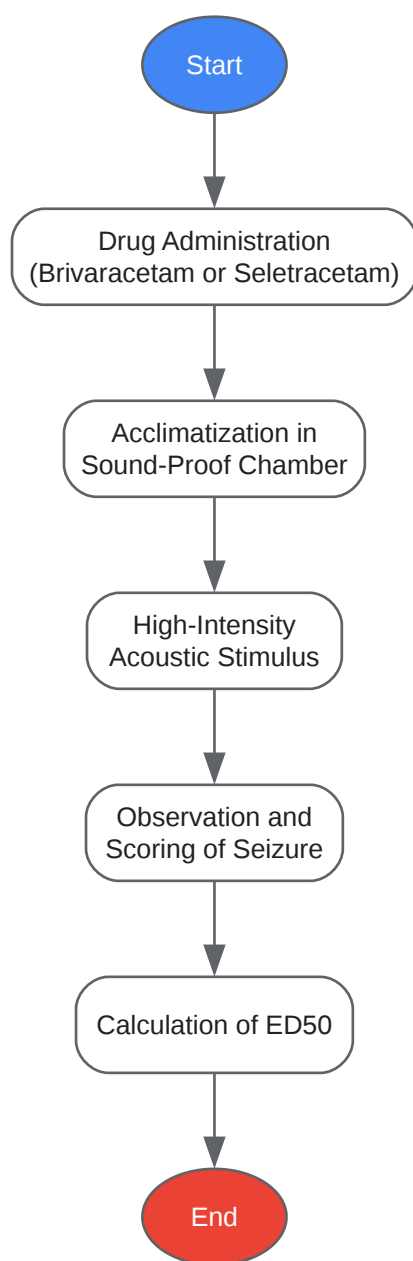 Start
Drug Administration
(Brivaracetam or Seletracetam)
Acclimatization in
Sound-Proof Chamber
High-Intensity
Acoustic Stimulus
Observation and
Scoring of Seizure
Calculation of ED50
End